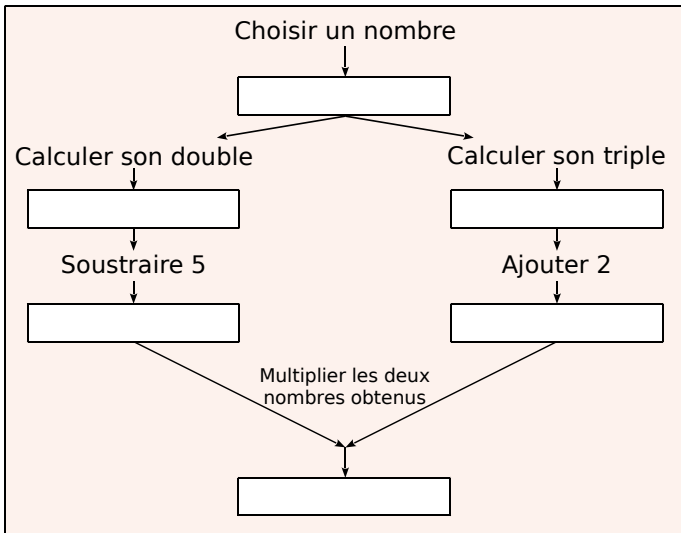 Choisir un nombre
Calculer son double
Calculer son triple
Soustraire 5
Ajouter 2
Multiplier les deux
nombres obtenus